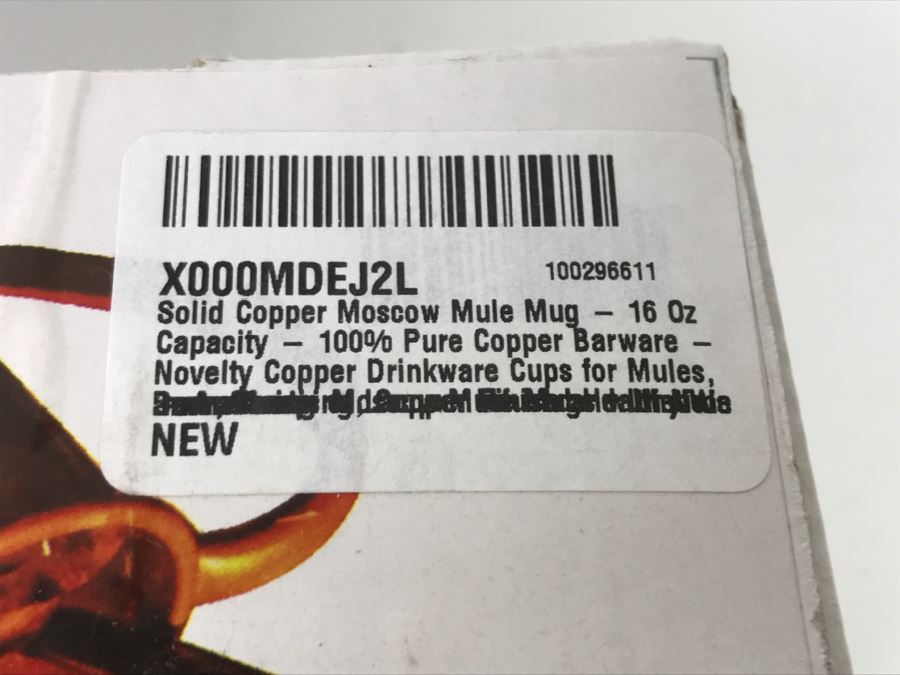 X000MDEJ2L 100296611
Solid Copper Moscow Mule Mug – 16 Oz
Capacity – 100% Pure Copper Barware –
Novelty Copper Drinkware Cups for Mules,
NEW